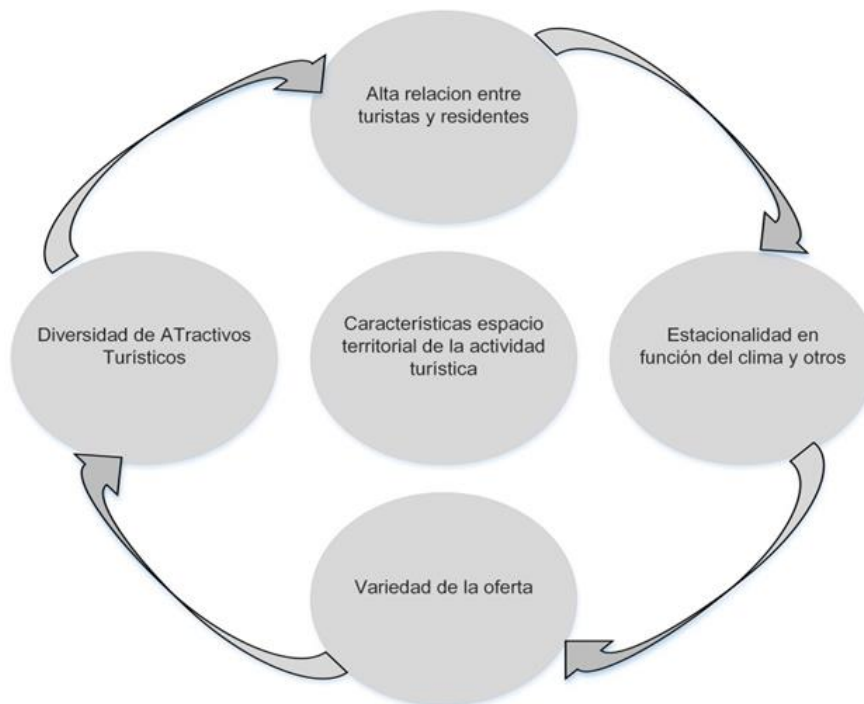 Alta relacion entre
turistas y residentes
Diversidad de ATractivos
Turísticos
Características espacio
territorial de la actividad
turística
Estacionalidad en
función del clima y otros
Variedad de la oferta